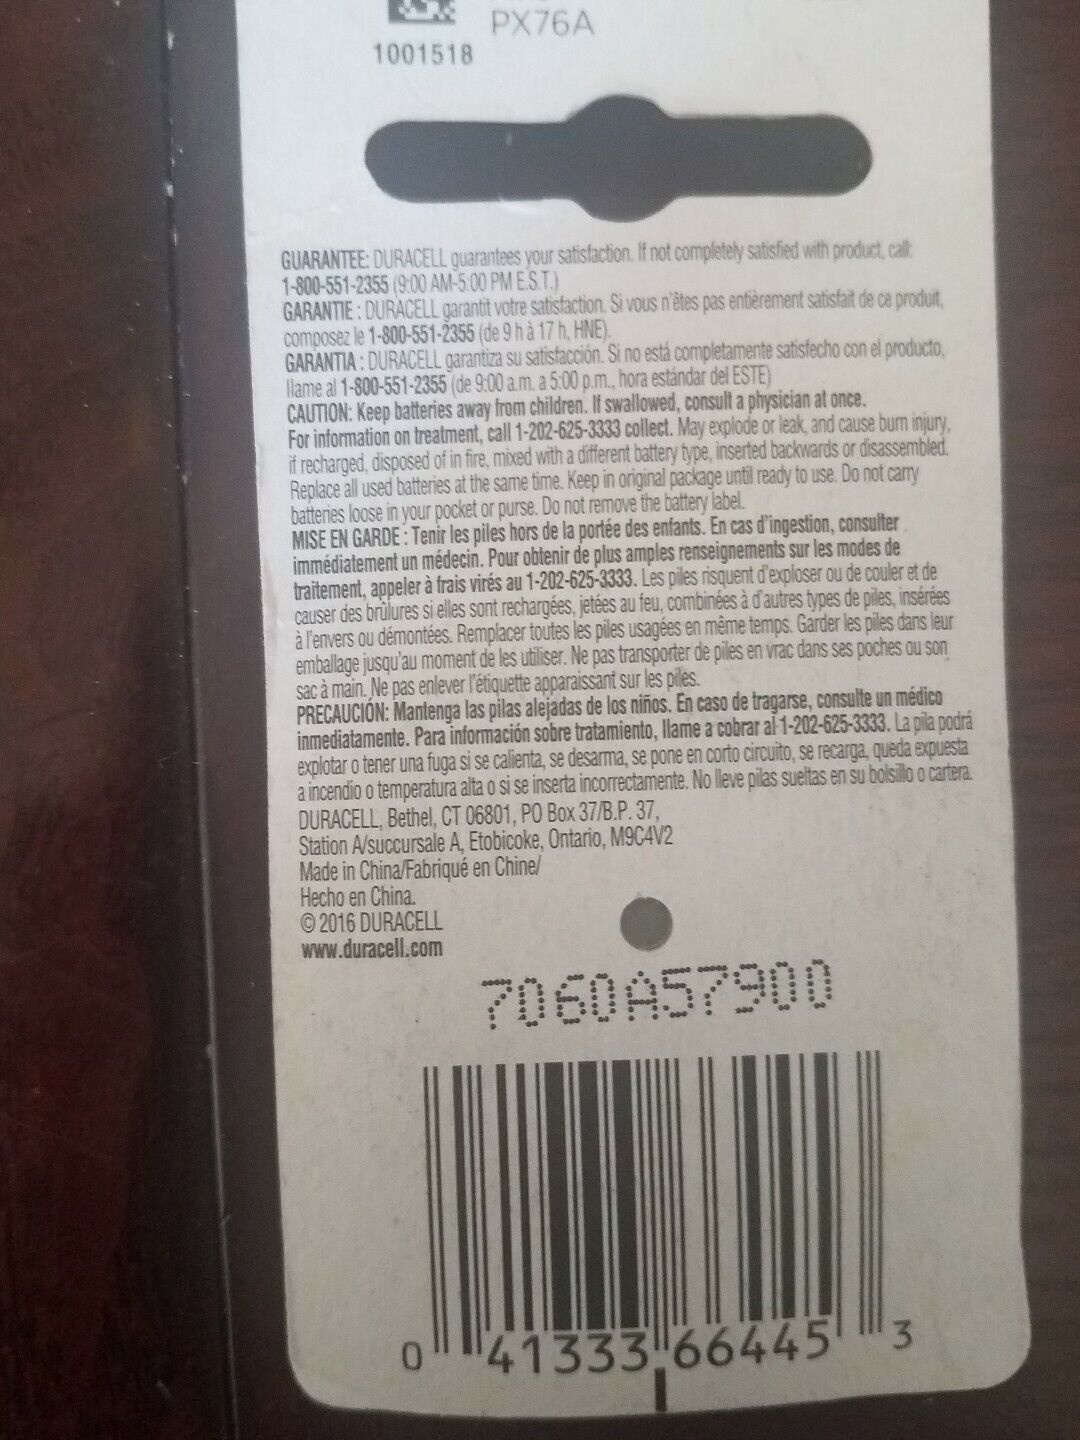 PX76A
1001518
GUARANTEE: DURACELL guarantees your satisfaction. If not completely satisfied with product, call:
1-800-551-2355 (9:00 AM-5:00 PM E.S.T.)
GARANTIE : DURACELL garantit votre satisfaction. Si vous n'êtes pas entièrement satisfait de ce produit,
composez le 1-800-551-2355 (de 9 h à 17 h, HNE).
GARANTIA : DURACELL garantiza su satisfacción. Si no está completamente satisfecho con el producto,
llame al 1-800-551-2355 (de 9:00 a.m. a 5:00 p.m., hora estándar del ESTE)
CAUTION: Keep batteries away from children. If swallowed, consult a physician at once.
For information on treatment, call 1-202-625-3333 collect. May explode or leak, and cause burn injury,
if recharged, disposed of in fire, mixed with a different battery type, inserted backwards or disassembled.
Replace all used batteries at the same time. Keep in original package until ready to use. Do not carry
batteries loose in your pocket or purse. Do not remove the battery label.
MISE EN GARDE : Tenir les piles hors de la portée des enfants. En cas d'ingestion, consulter
immédiatement un médecin. Pour obtenir de plus amples renseignements sur les modes de
traitement, appeler à frais virés au 1-202-625-3333. Les piles risquent d'exploser ou de couler et de
causer des brûlures si elles sont rechargées, jetées au feu, combinées à d'autres types de piles, insérées
à l'envers ou démontées. Remplacer toutes les piles usagées en même temps. Garder les piles dans leur
emballage jusqu'au moment de les utiliser. Ne pas transporter de piles en vrac dans ses poches ou son
sac à main. Ne pas enlever l'étiquette apparaissant sur les piles.
PRECAUCIÓN: Mantenga las pilas alejadas de los niños. En caso de tragarse, consulte un médico
inmediatamente. Para información sobre tratamiento, llame a cobrar al 1-202-625-3333. La pila podrá
explotar o tener una fuga si se calienta, se desarma, se pone en corto circuito, se recarga, queda expuesta
a incendio o temperatura alta o si se inserta incorrectamente. No lleve pilas sueltas en su bolsillo o cartera.
DURACELL, Bethel, CT 06801, PO Box 37/B.P. 37,
Station A/succursale A, Etobicoke, Ontario, M9C4V2
Made in China/Fabriqué en Chine/
Hecho en China.
© 2016 DURACELL
www.duracell.com
7060A57900
0 41333 66445 3